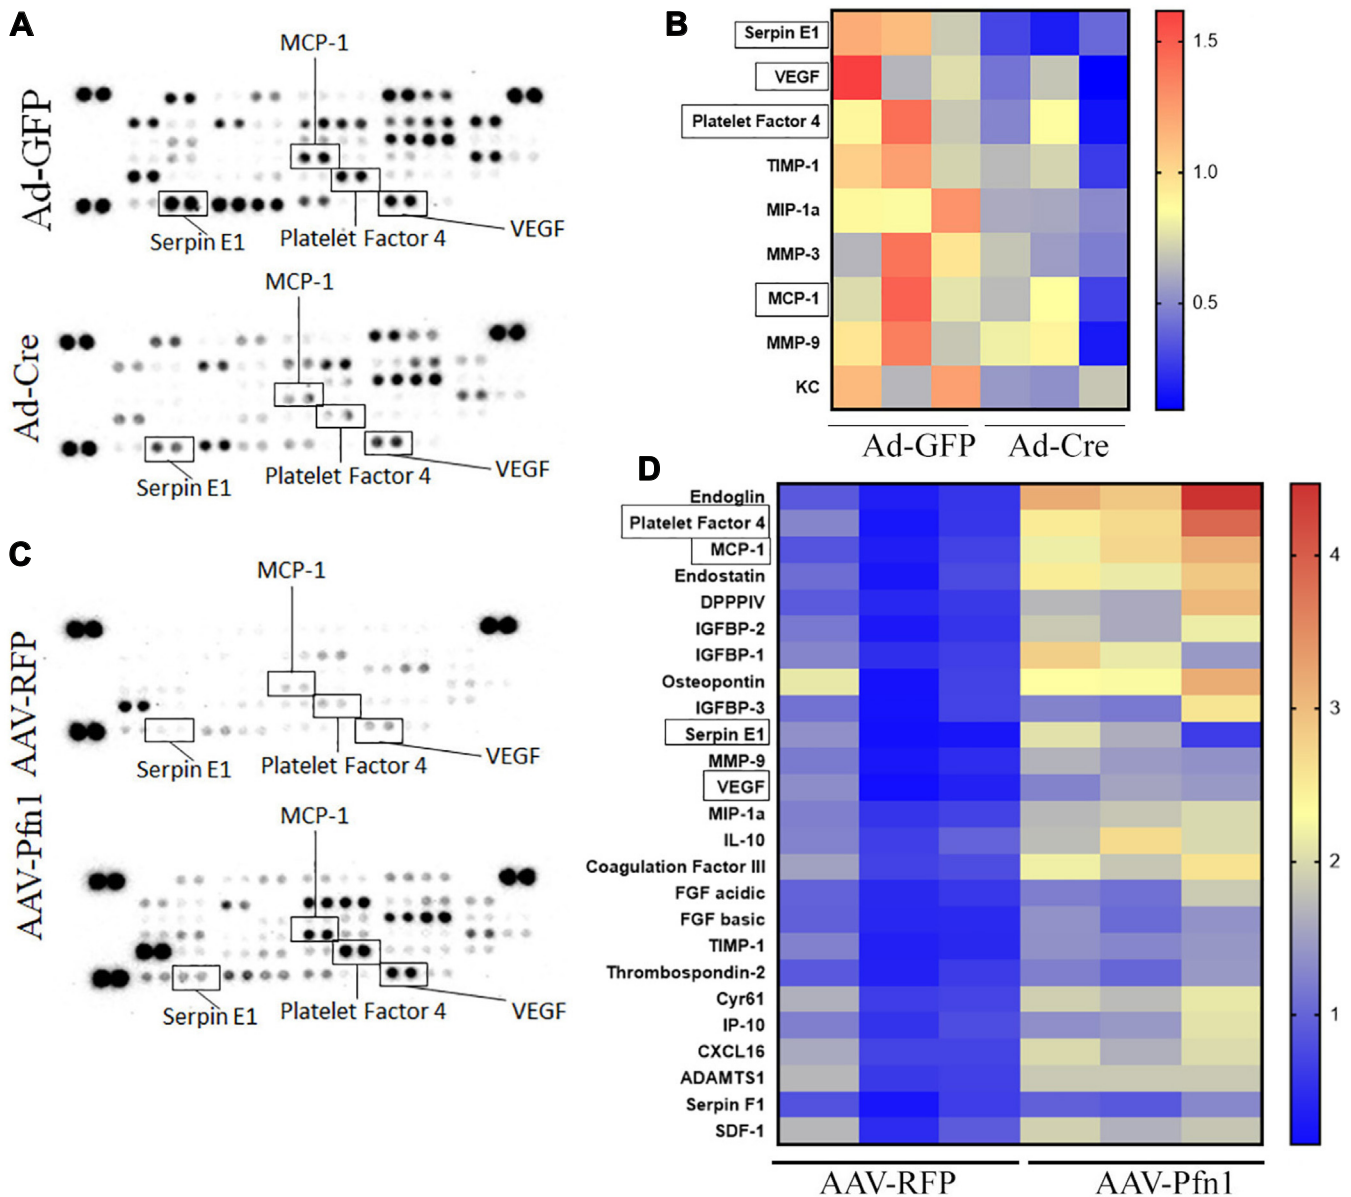 A
MCP-1
Ad-GFP
Serpin E1
Platelet Factor 4
VEGF
MCP-1
Ad-Cre
Serpin E1
Platelet Factor 4
VEGF
B
Serpin E1
VEGF
Platelet Factor 4
TIMP-1
MIP-1a
MMP-3
MCP-1
MMP-9
KC
1.5
1.0
0.5
Ad-GFP
Ad-Cre
C
MCP-1
AAV-RFP
Serpin E1
Platelet Factor 4
VEGF
MCP-1
AAV-Pfn1
Serpin E1
Platelet Factor 4
VEGF
D
Endoglin
Platelet Factor 4
MCP-1
Endostatin
DPPPIV
IGFBP-2
IGFBP-1
Osteopontin
IGFBP-3
Serpin E1
MMP-9
VEGF
MIP-1a
IL-10
Coagulation Factor III
FGF acidic
FGF basic
TIMP-1
Thrombospondin-2
Cyr61
IP-10
CXCL16
ADAMTS1
Serpin F1
SDF-1
4
3
2
1
AAV-RFP
AAV-Pfn1